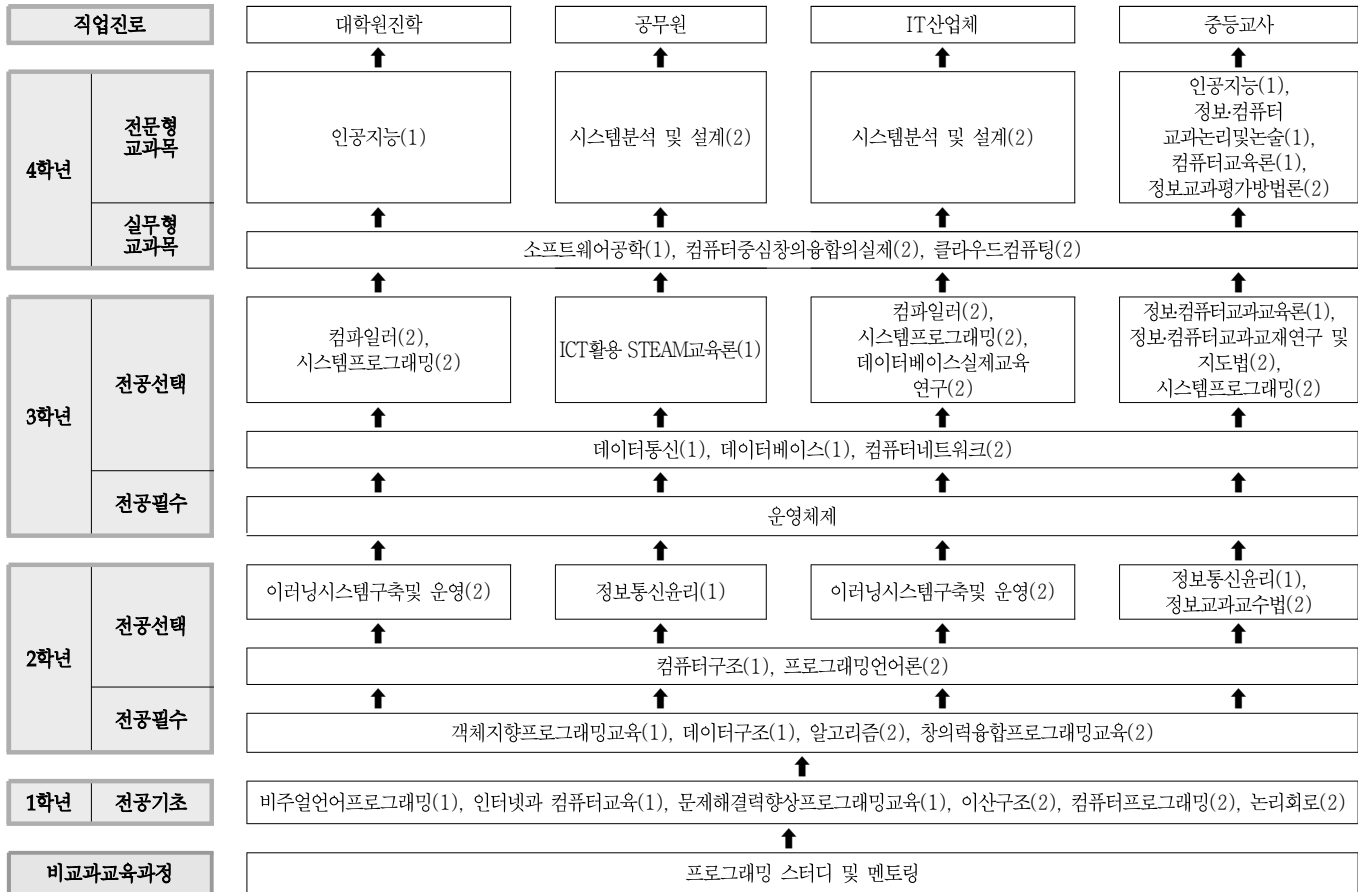 직업진로
대학원진학
공무원
IT산업체
중등교사
4학년
전문형
교과목
인공지능(1)
시스템분석 및 설계(2)
시스템분석 및 설계(2)
인공지능(1),
정보·컴퓨터
교과논리및논술(1),
컴퓨터교육론(1),
정보교과평가방법론(2)
실무형
교과목
소프트웨어공학(1), 컴퓨터중심창의융합의실제(2), 클라우드컴퓨팅(2)
3학년
전공선택
컴파일러(2),
시스템프로그래밍(2)
ICT활용 STEAM교육론(1)
컴파일러(2),
시스템프로그래밍(2),
데이터베이스실제교육
연구(2)
정보·컴퓨터교과교육론(1),
정보·컴퓨터교과교재연구 및
지도법(2),
시스템프로그래밍(2)
데이터통신(1), 데이터베이스(1), 컴퓨터네트워크(2)
전공필수
운영체제
2학년
전공선택
이러닝시스템구축및 운영(2)
정보통신윤리(1)
이러닝시스템구축및 운영(2)
정보통신윤리(1),
정보교과교수법(2)
컴퓨터구조(1), 프로그래밍언어론(2)
전공필수
객체지향프로그래밍교육(1), 데이터구조(1), 알고리즘(2), 창의력융합프로그래밍교육(2)
1학년
전공기초
비주얼언어프로그래밍(1), 인터넷과 컴퓨터교육(1), 문제해결력향상프로그래밍교육(1), 이산구조(2), 컴퓨터프로그래밍(2), 논리회로(2)
비교과교육과정
프로그래밍 스터디 및 멘토링